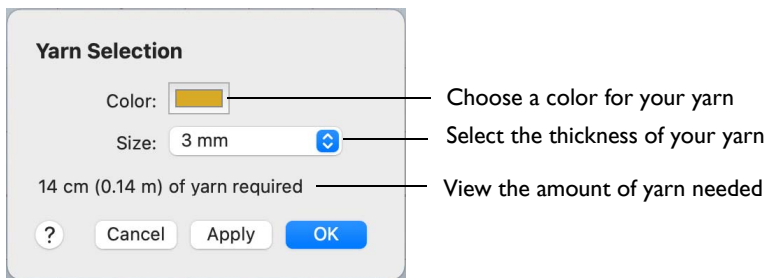 Yarn Selection
Color:
Choose a color for your yarn
Size: 3 mm
Select the thickness of your yarn
14 cm (0.14 m) of yarn required
View the amount of yarn needed
? Cancel Apply OK